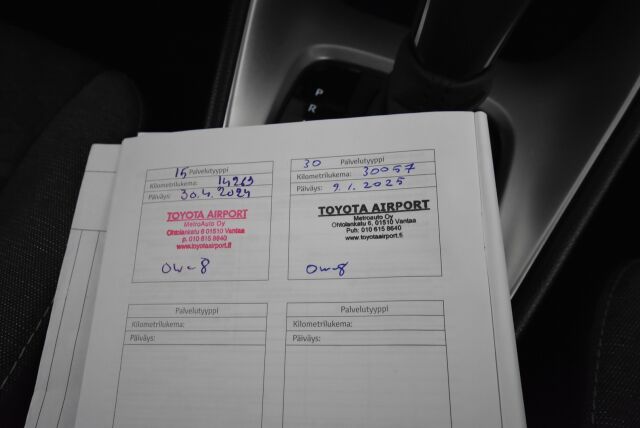 P
R
15 Palvelutyyppi
Kilometrilukema: 14269
Päiväys: 30.4.2024
TOYOTA AIRPORT
MetroAuto Oy
Ohtolankatu 6 01510 Vantaa
p. 010 615 8640
www.toyotaairport.fi
0W-8
30 Palvelutyyppi
Kilometrilukema: 30057
Päiväys: 9.1.2025
TOYOTA AIRPORT
Metroauto Oy
Ohtolankatu 6, 01510 Vantaa
Puh: 010 615 8640
www.toyotaairport.fi
0W-8
Palvelutyyppi
Kilometrilukema:
Päiväys:
Palvelutyyppi
Kilometrilukema:
Päiväys: